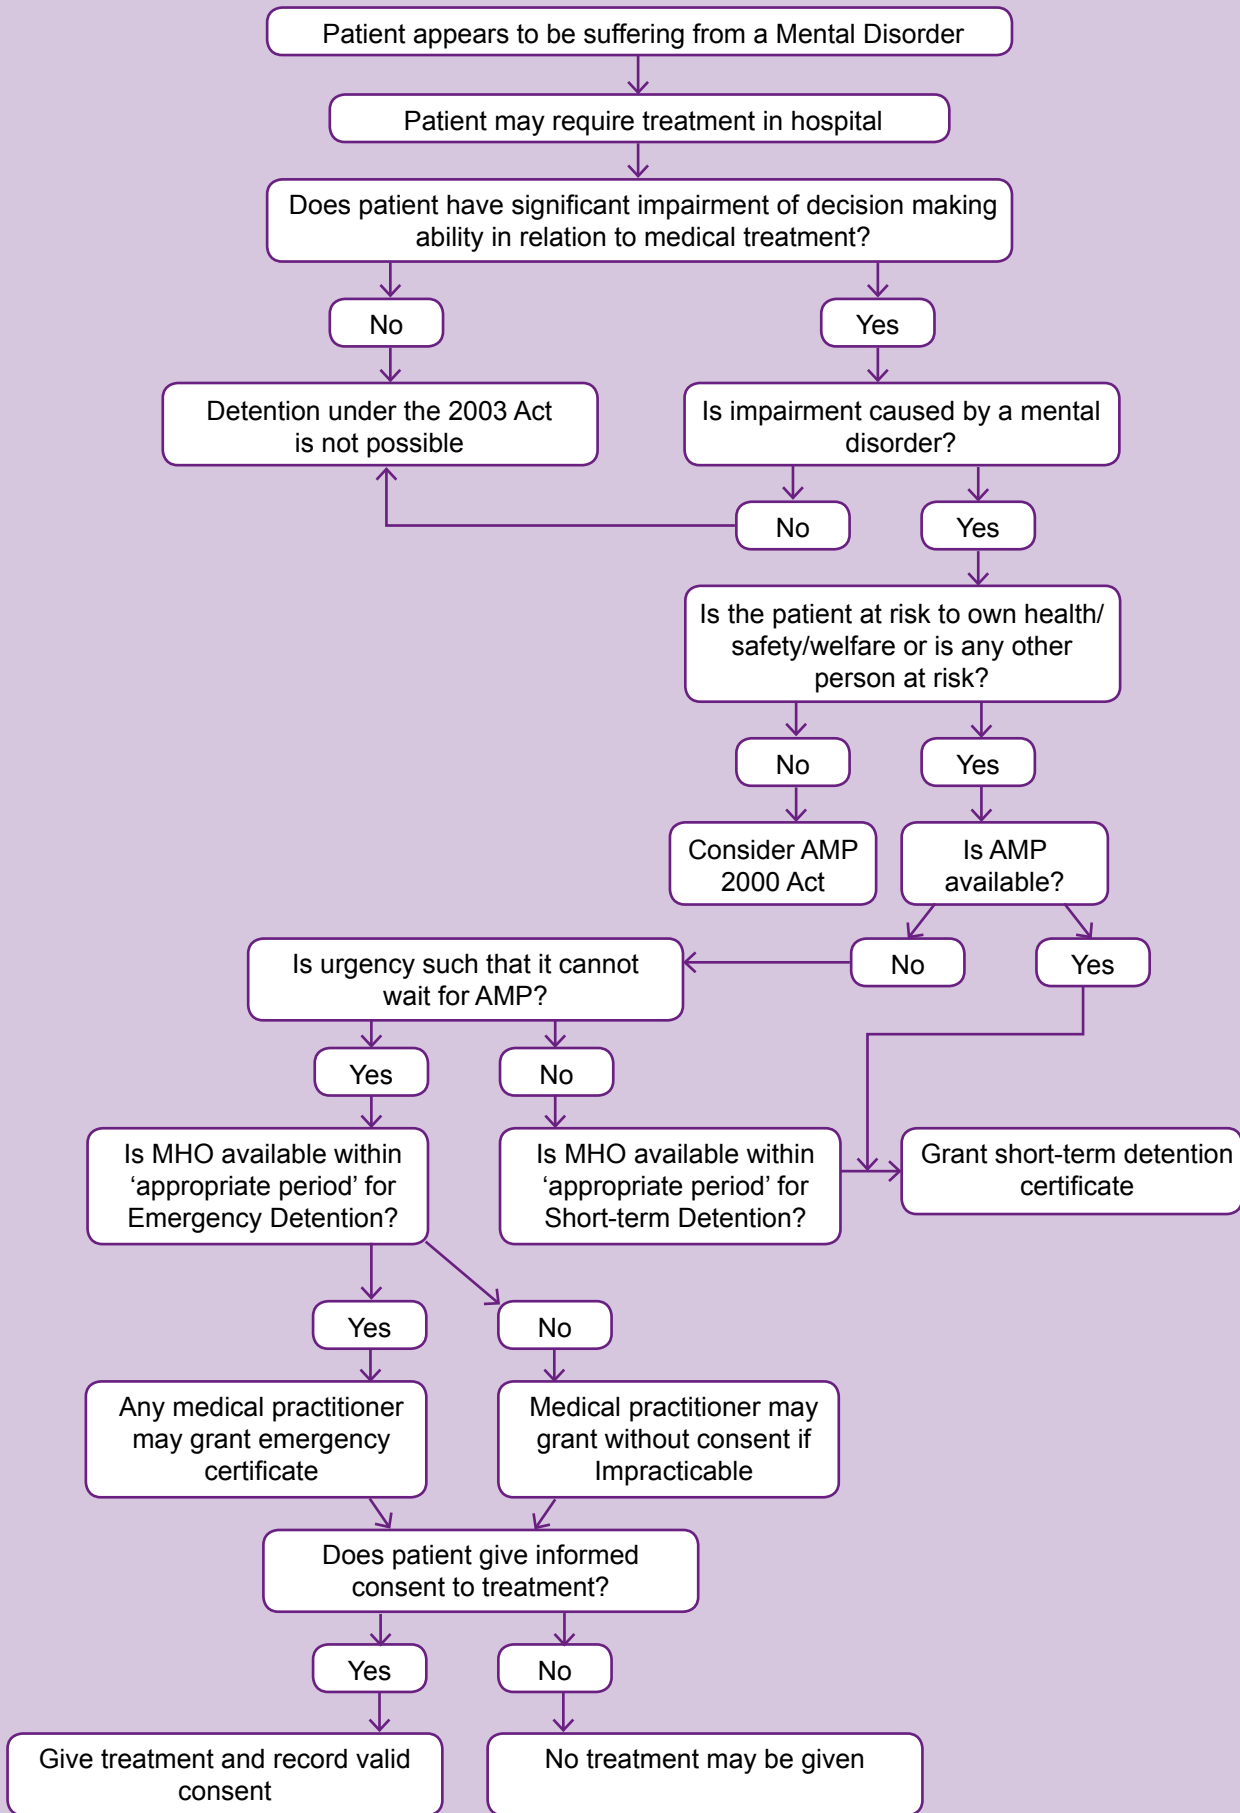 Patient appears to be suffering from a Mental Disorder
Patient may require treatment in hospital
Does patient have significant impairment of decision making
ability in relation to medical treatment?
No
Yes
Detention under the 2003 Act
is not possible
Is impairment caused by a mental
disorder?
No
Yes
Is the patient at risk to own health/
safety/welfare or is any other
person at risk?
No
Yes
Consider AMP
2000 Act
Is AMP
available?
Is urgency such that it cannot
wait for AMP?
No
Yes
Yes
No
Is MHO available within
‘appropriate period’ for
Emergency Detention?
Is MHO available within
‘appropriate period’ for
Short-term Detention?
Grant short-term detention
certificate
Yes
No
Any medical practitioner
may grant emergency
certificate
Medical practitioner may
grant without consent if
Impracticable
Does patient give informed
consent to treatment?
Yes
No
Give treatment and record valid
consent
No treatment may be given